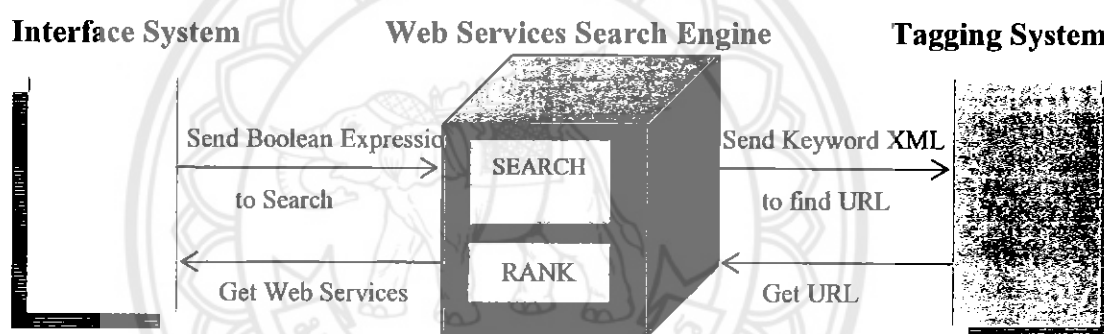 Interface System
Web Services Search Engine
Tagging System
Send Boolean Expressio
to Search
SEARCH
Send Keyword XML
to find URL
Get Web Services
RANK
Get URL